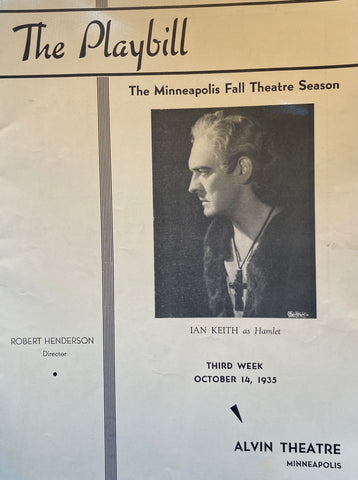 The Playbill
The Minneapolis Fall Theatre Season
IAN KEITH as Hamlet
ROBERT HENDERSON
Director
THIRD WEEK
OCTOBER 14, 1935
ALVIN THEATRE
MINNEAPOLIS